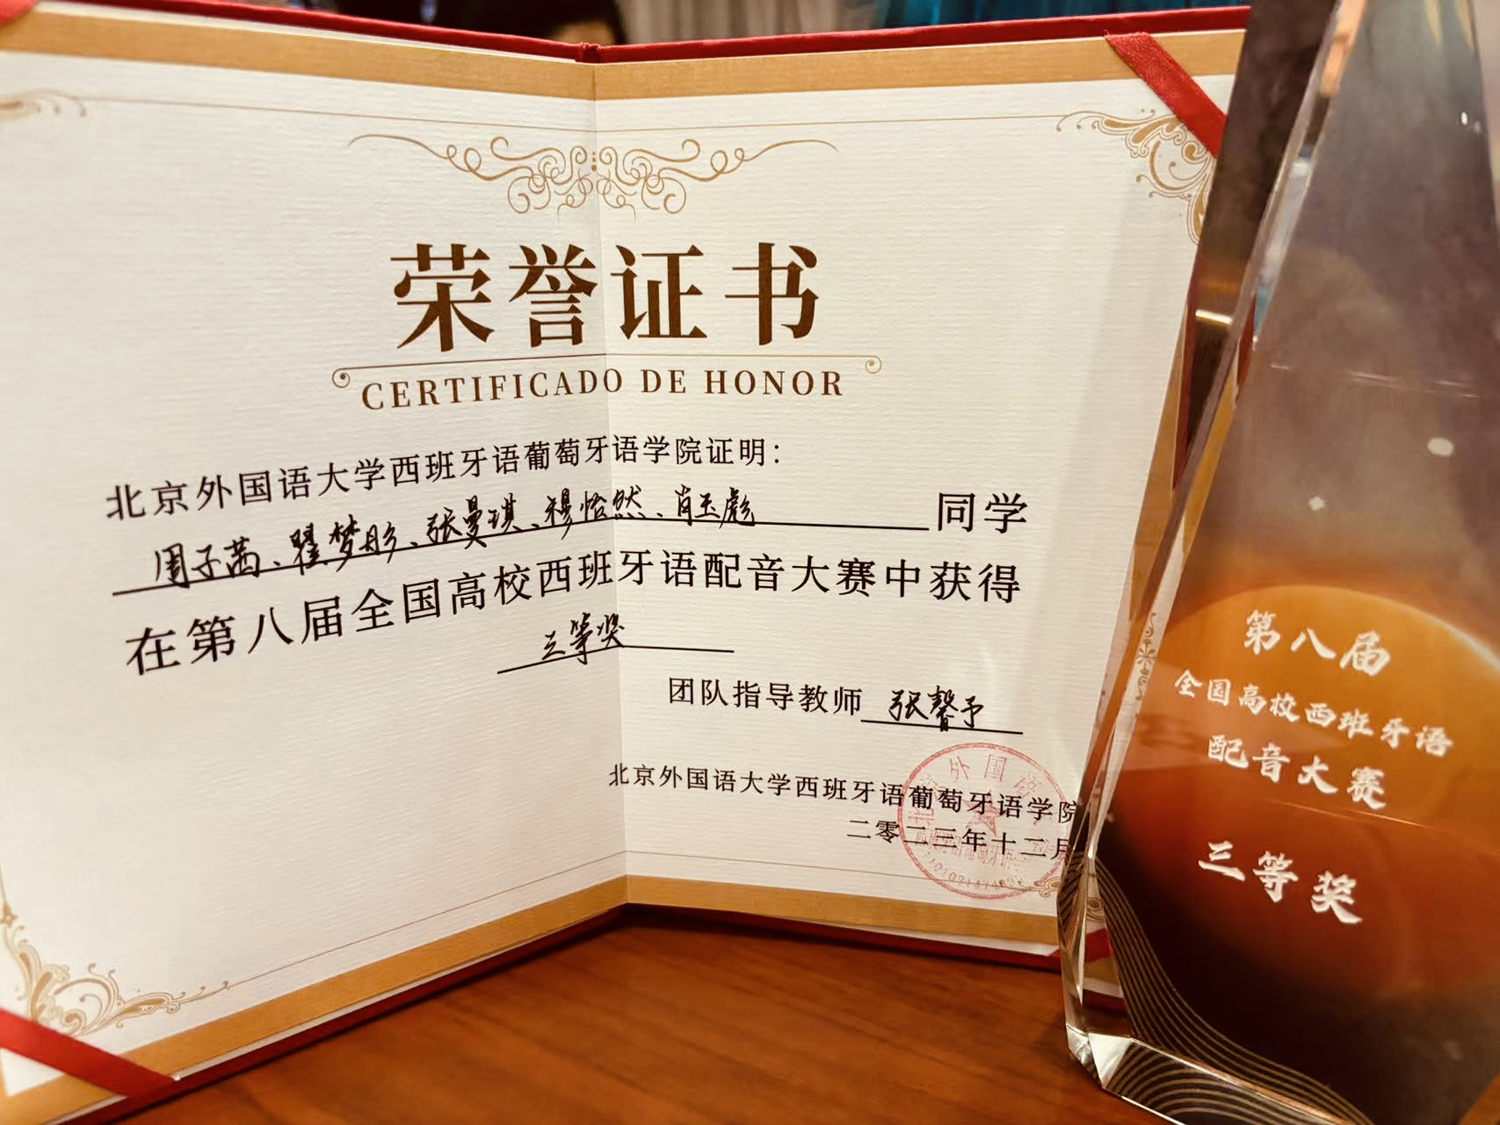 荣誉证书
CERTIFICADO DE HONOR
北京外国语大学西班牙语葡萄牙语学院证明：
周子茜、瞿梦彤、张曼琪、穆怡然、肖玉彪 同学
在第八届全国高校西班牙语配音大赛中获得
三等奖
团队指导教师 张馨予
北京外国语大学西班牙语葡萄牙语学院
二零二三年十二月
第八届
全国高校西班牙语
配音大赛
三等奖